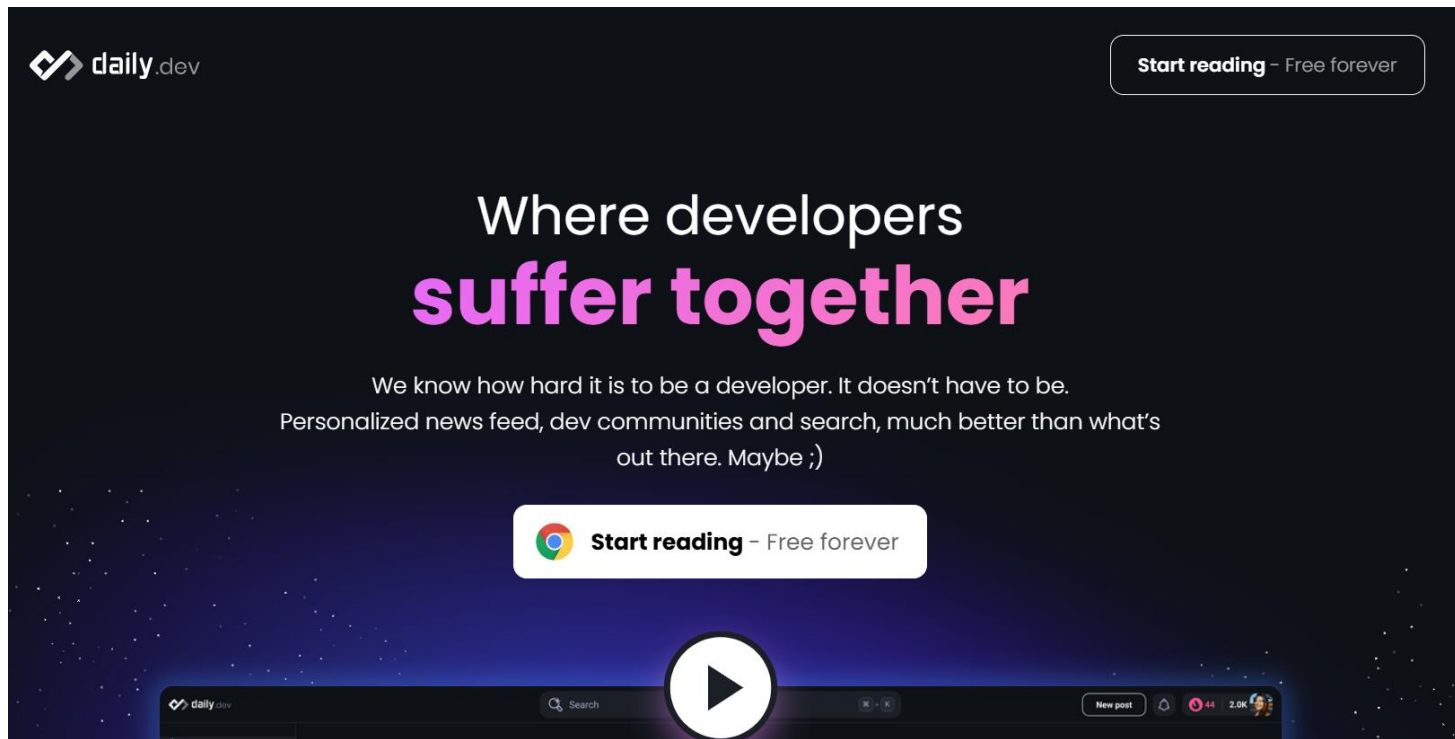 daily.dev
Start reading - Free forever
Where developers
suffer together
We know how hard it is to be a developer. It doesn’t have to be.
Personalized news feed, dev communities and search, much better than what’s
out there. Maybe ;)
Start reading - Free forever
daily.dev
Search
⌘ + K
New post
44
2.0K